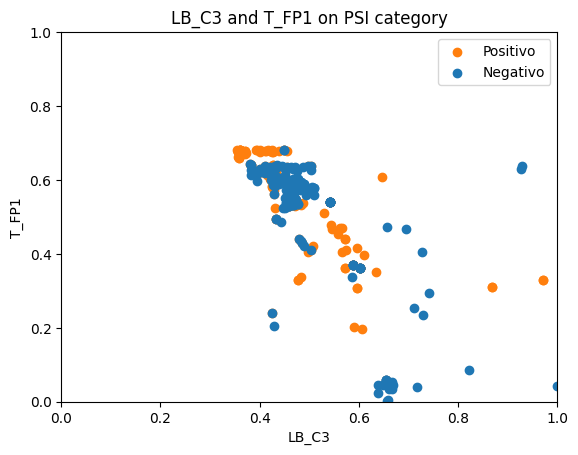 LB_C3 and T_FP1 on PSI category
Positivo
Negativo
1.0
0.8
0.6
0.4
0.2
0.0
T_FP1
0.0 0.2 0.4 0.6 0.8 1.0
LB_C3